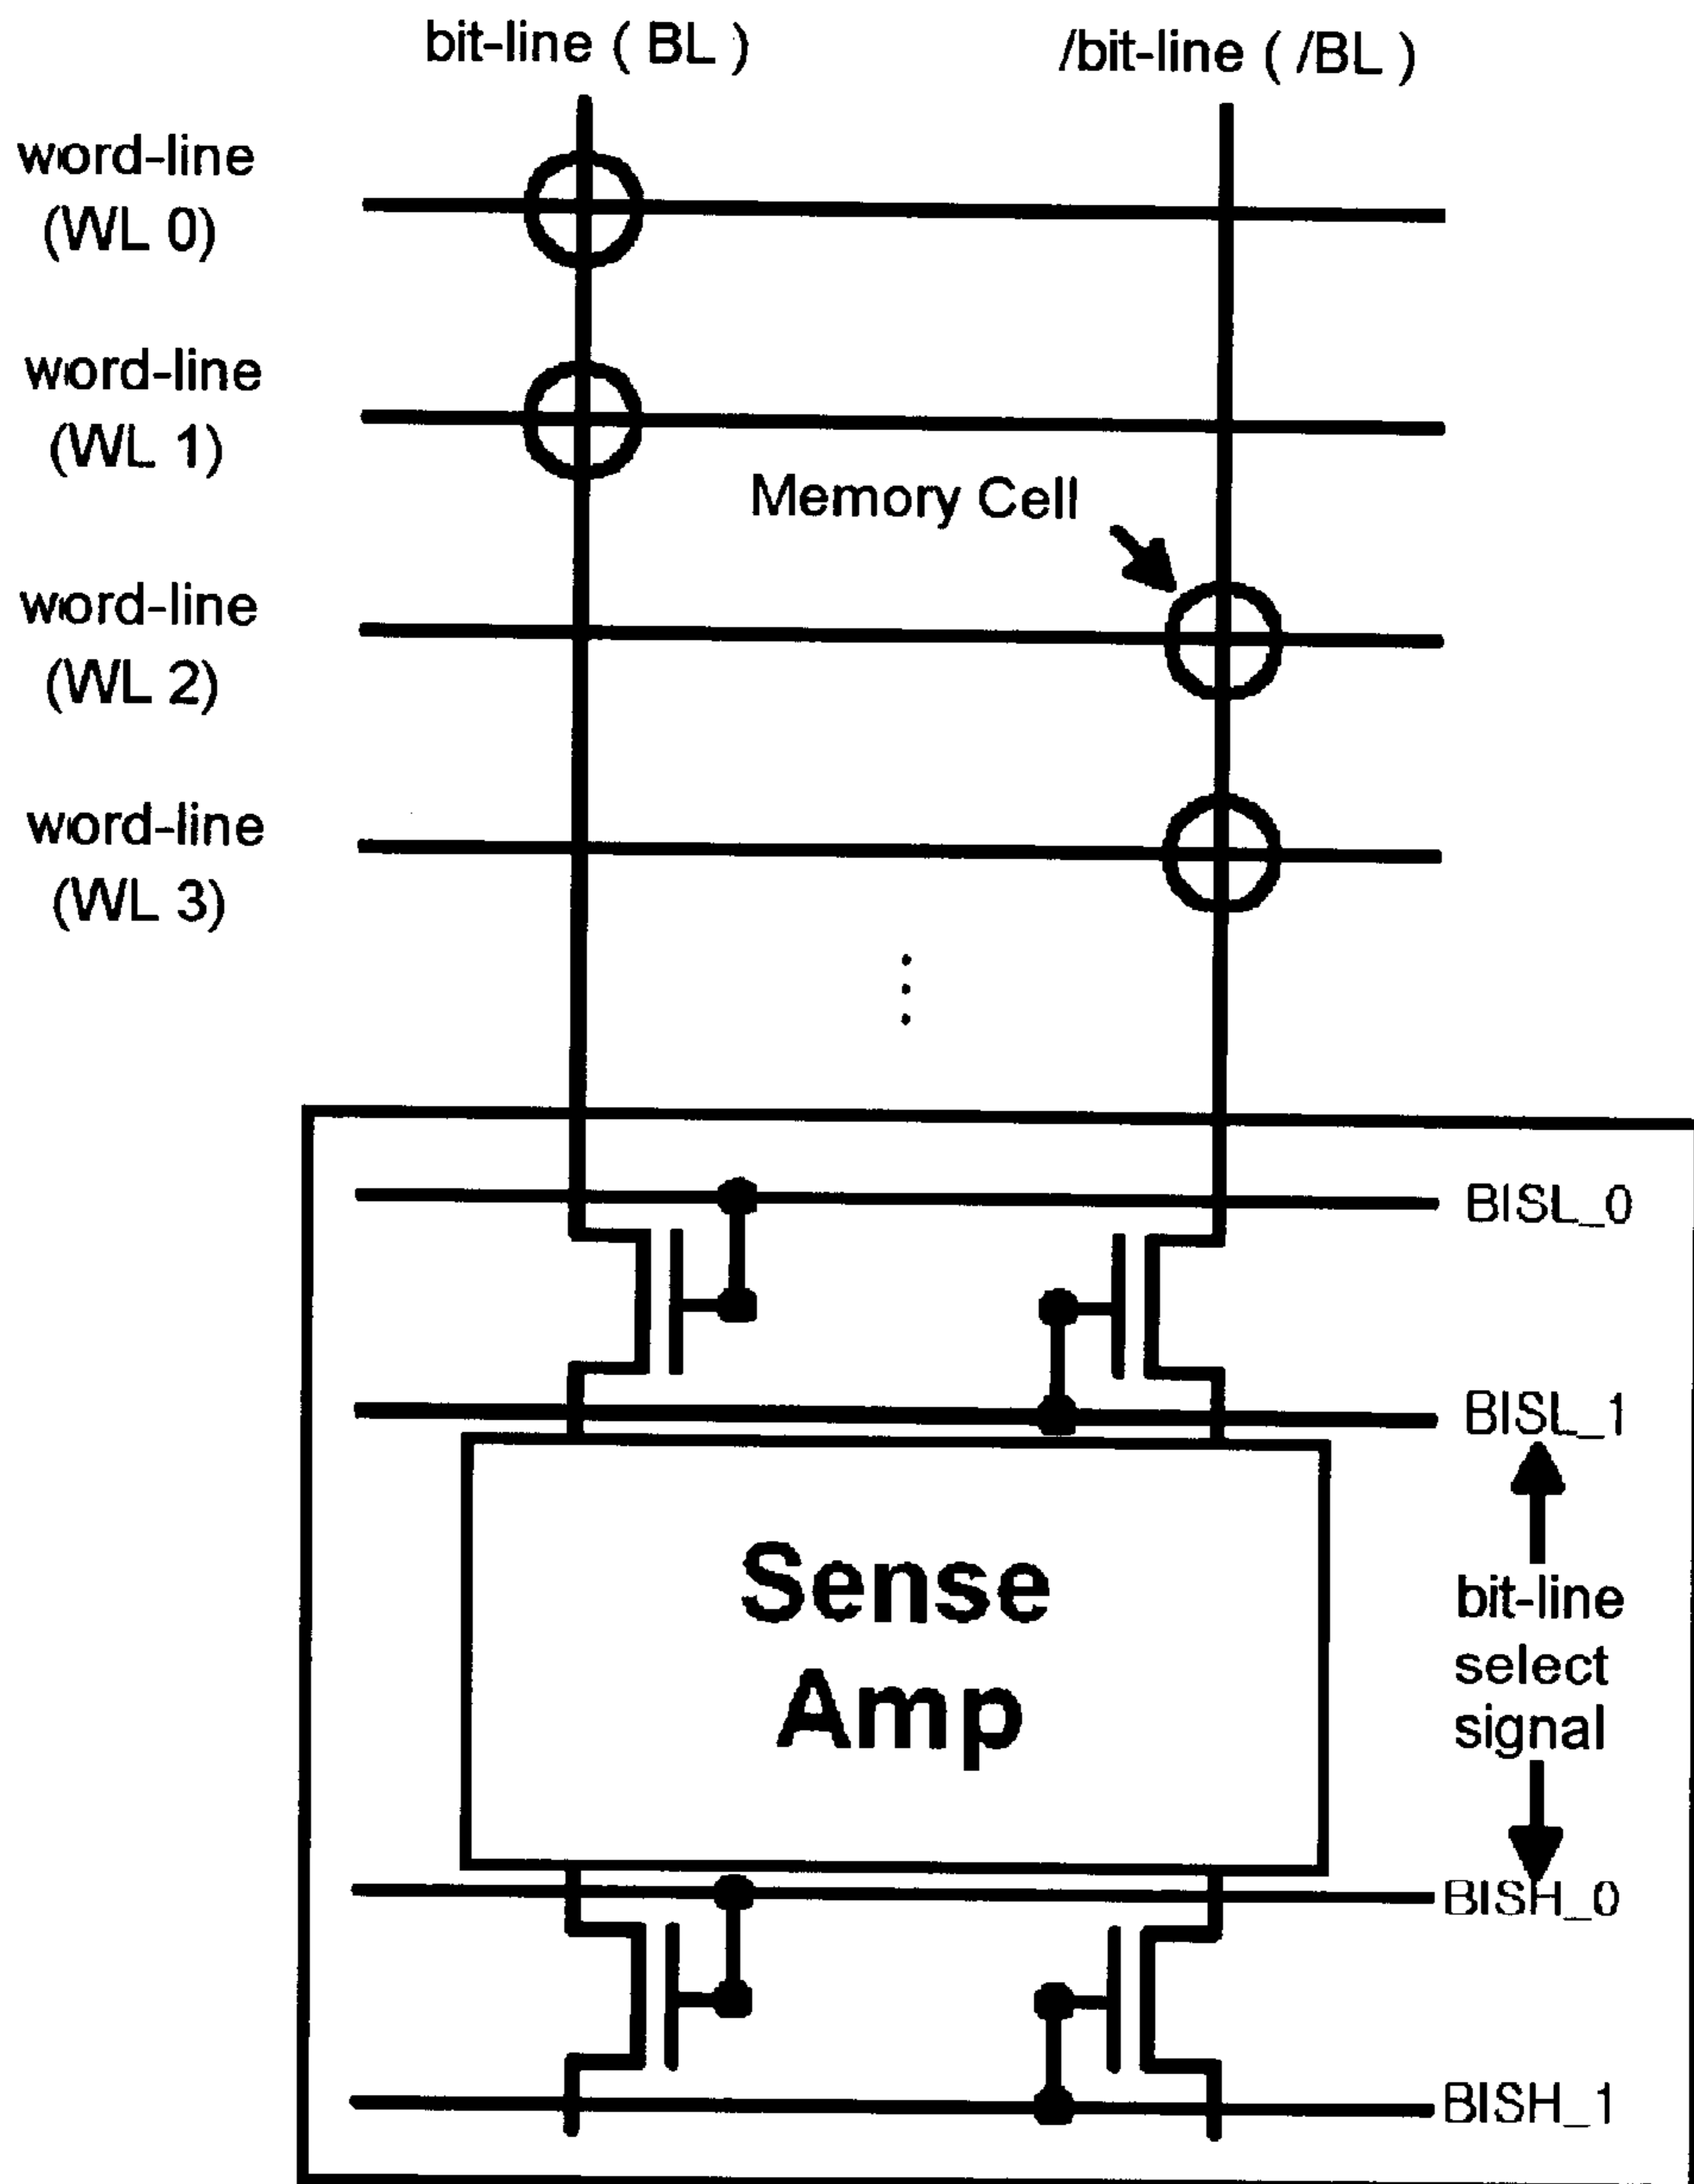 bit-line ( BL )
/bit-line ( /BL )
word-line
(WL 0)
word-line
(WL 1)
Memory Cell
word-line
(WL 2)
word-line
(WL 3)
BISL_0
BISL_1
Sense
Amp
bit-line
select
signal
BISH_0
BISH_1